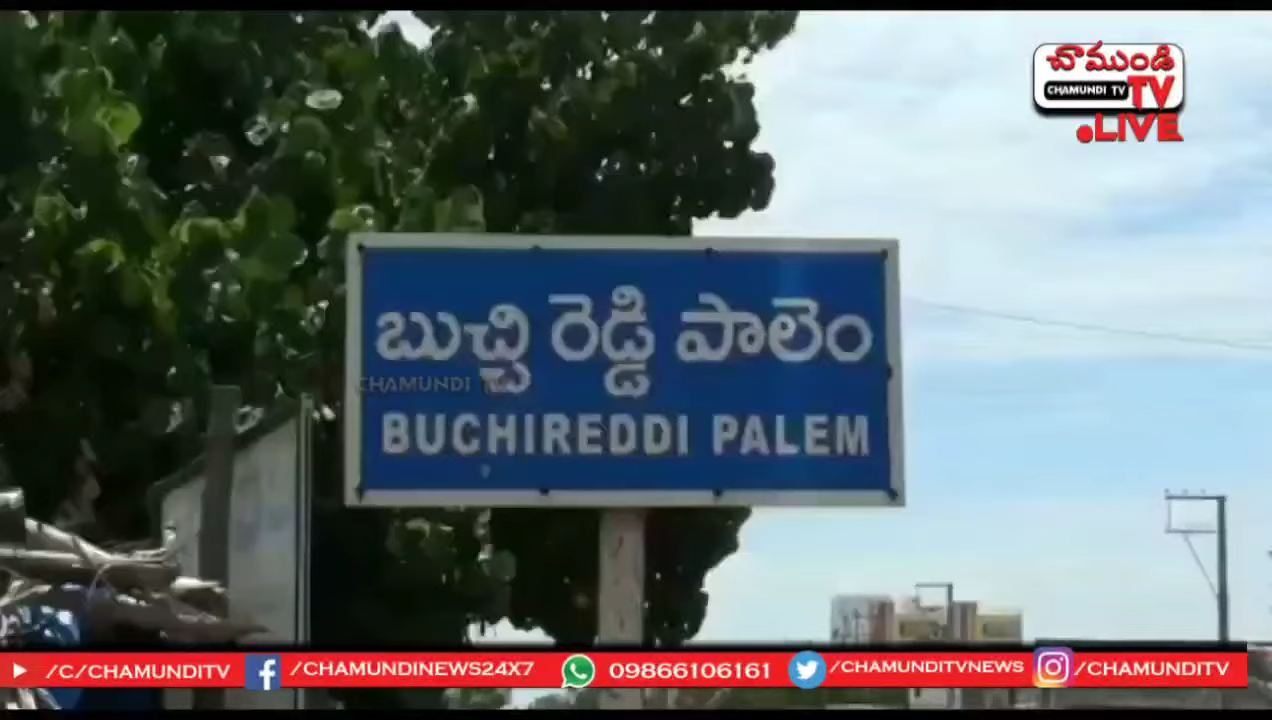 చాముండి
CHAMUNDI TV TV
LIVE
బుచ్చి రెడ్డి పాలెం
CHAMUNDI TV
BUCHIREDDI PALEM
/C/CHAMUNDITV /CHAMUNDINEWS24X7 09866106161 /CHAMUNDITVNEWS /CHAMUNDITV